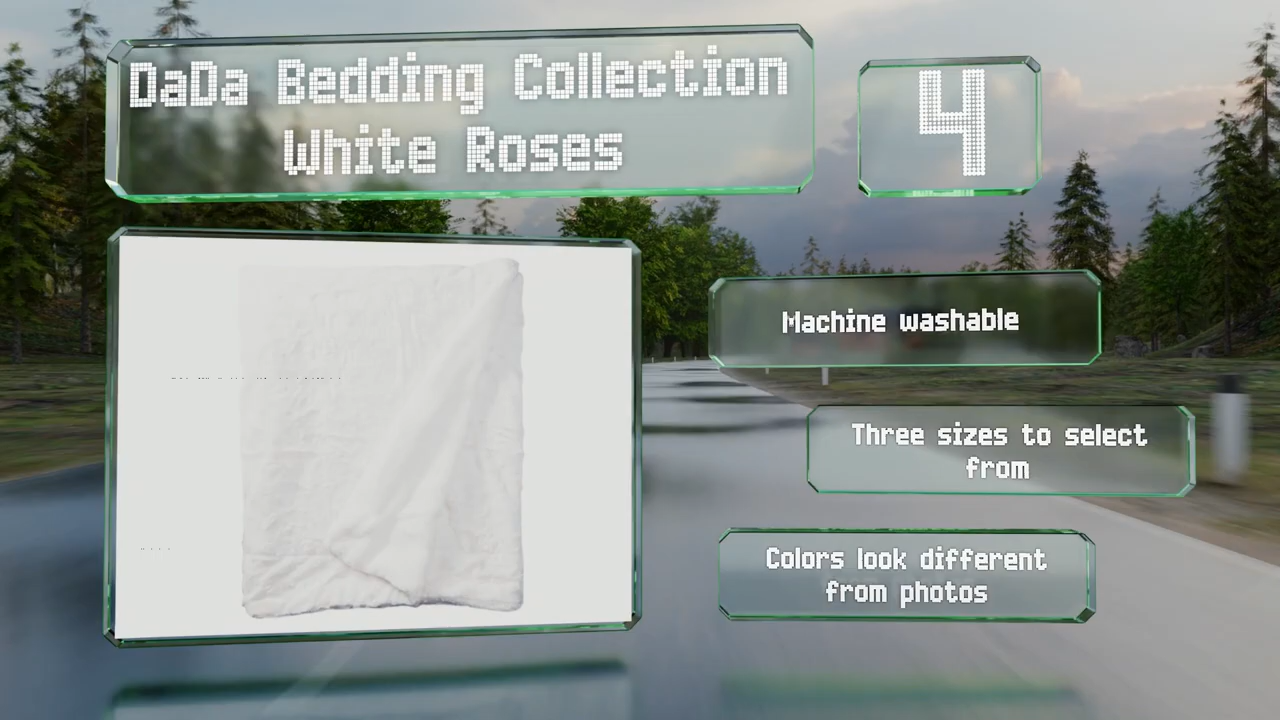 DaDa Bedding Collection
White Roses
4
Machine washable
Three sizes to select
from
Colors look different
from photos